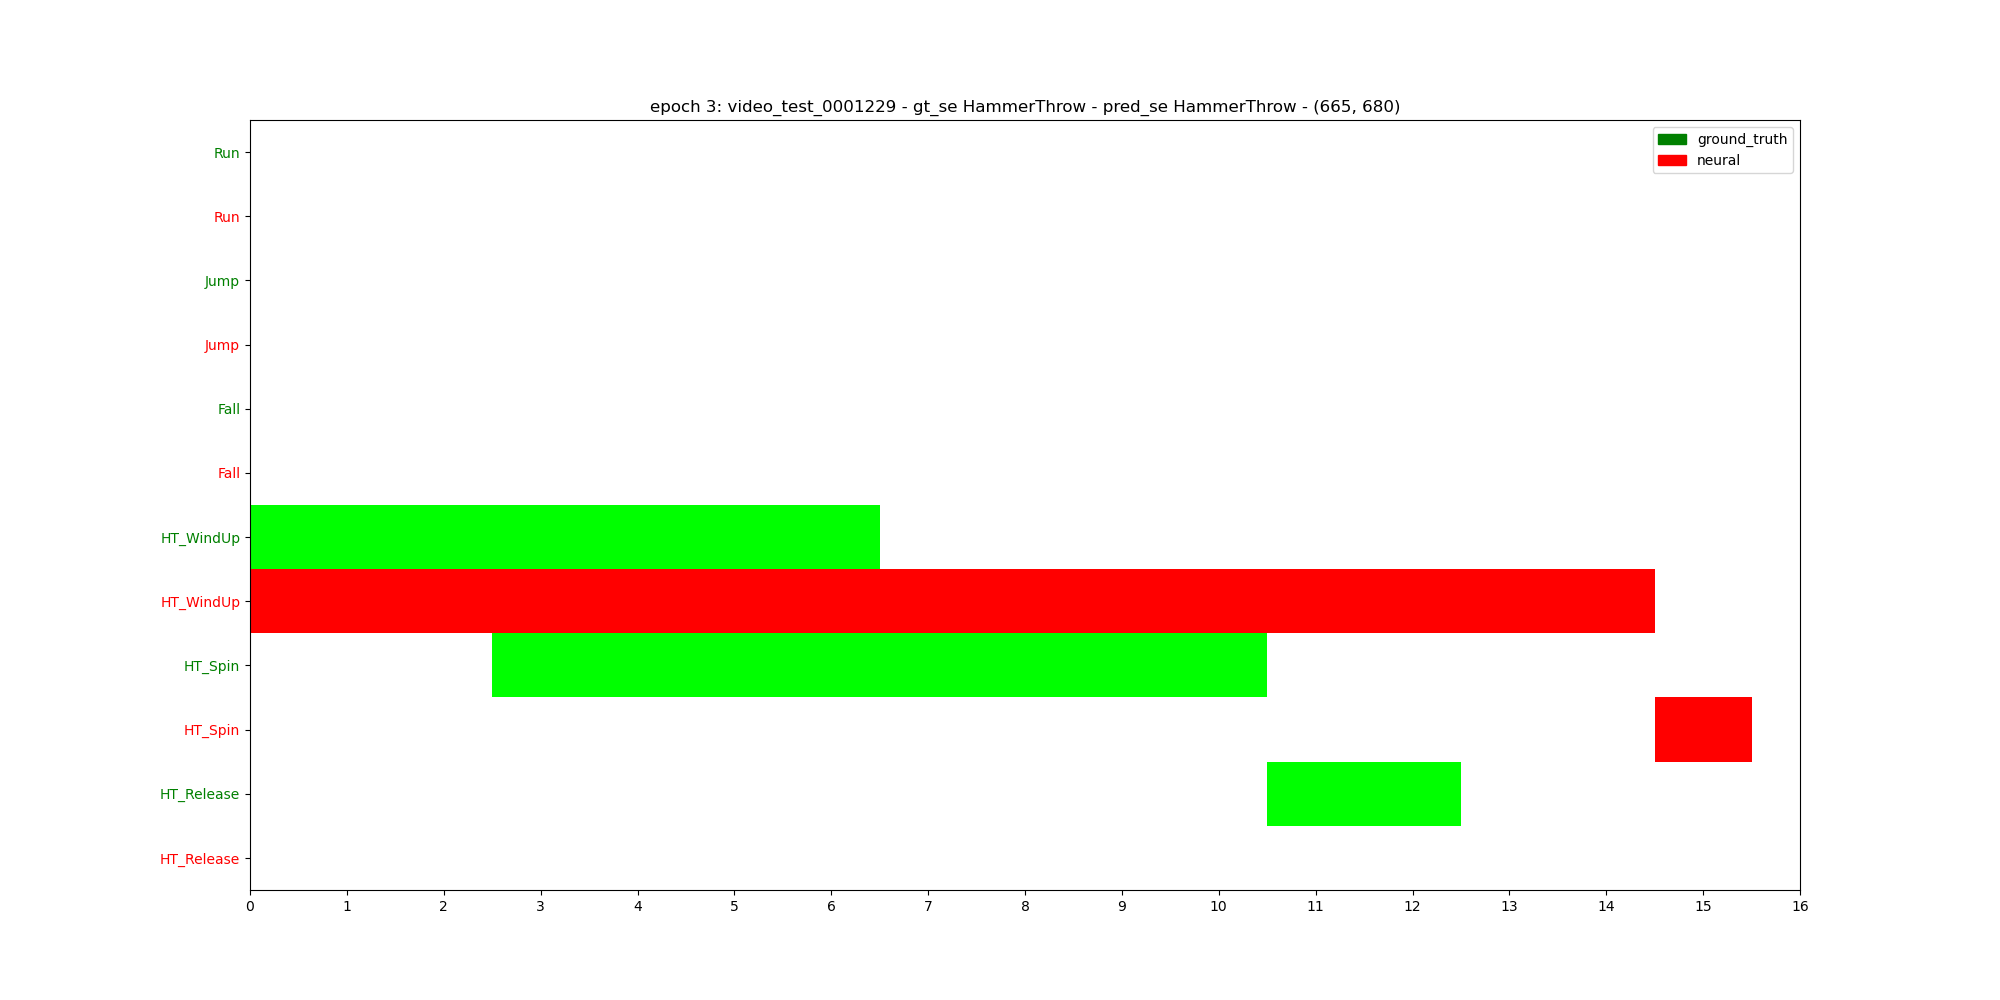 epoch 3: video_test_0001229 - gt_se HammerThrow - pred_se HammerThrow - (665, 680)
ground_truth
neural
Run
Run
Jump
Jump
Fall
Fall
HT_WindUp
HT_WindUp
HT_Spin
HT_Spin
HT_Release
HT_Release
0 1 2 3 4 5 6 7 8 9 10 11 12 13 14 15 16